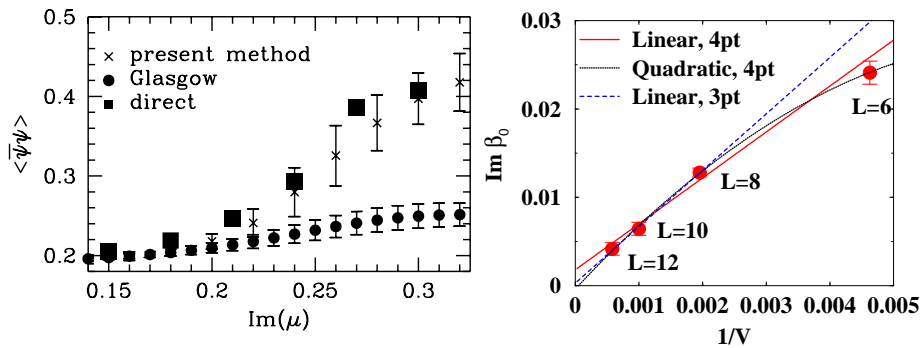 0.4
0.3
0.2
<ψ̅ψ>
× present method
● Glasgow
■ direct
0.15
0.2
0.25
0.3
Im(μ)
0.03
0.02
0.01
0
Im β₀
Linear, 4pt
Quadratic, 4pt
Linear, 3pt
L=6
L=8
L=10
L=12
0
0.001
0.002
0.003
0.004
0.005
1/V